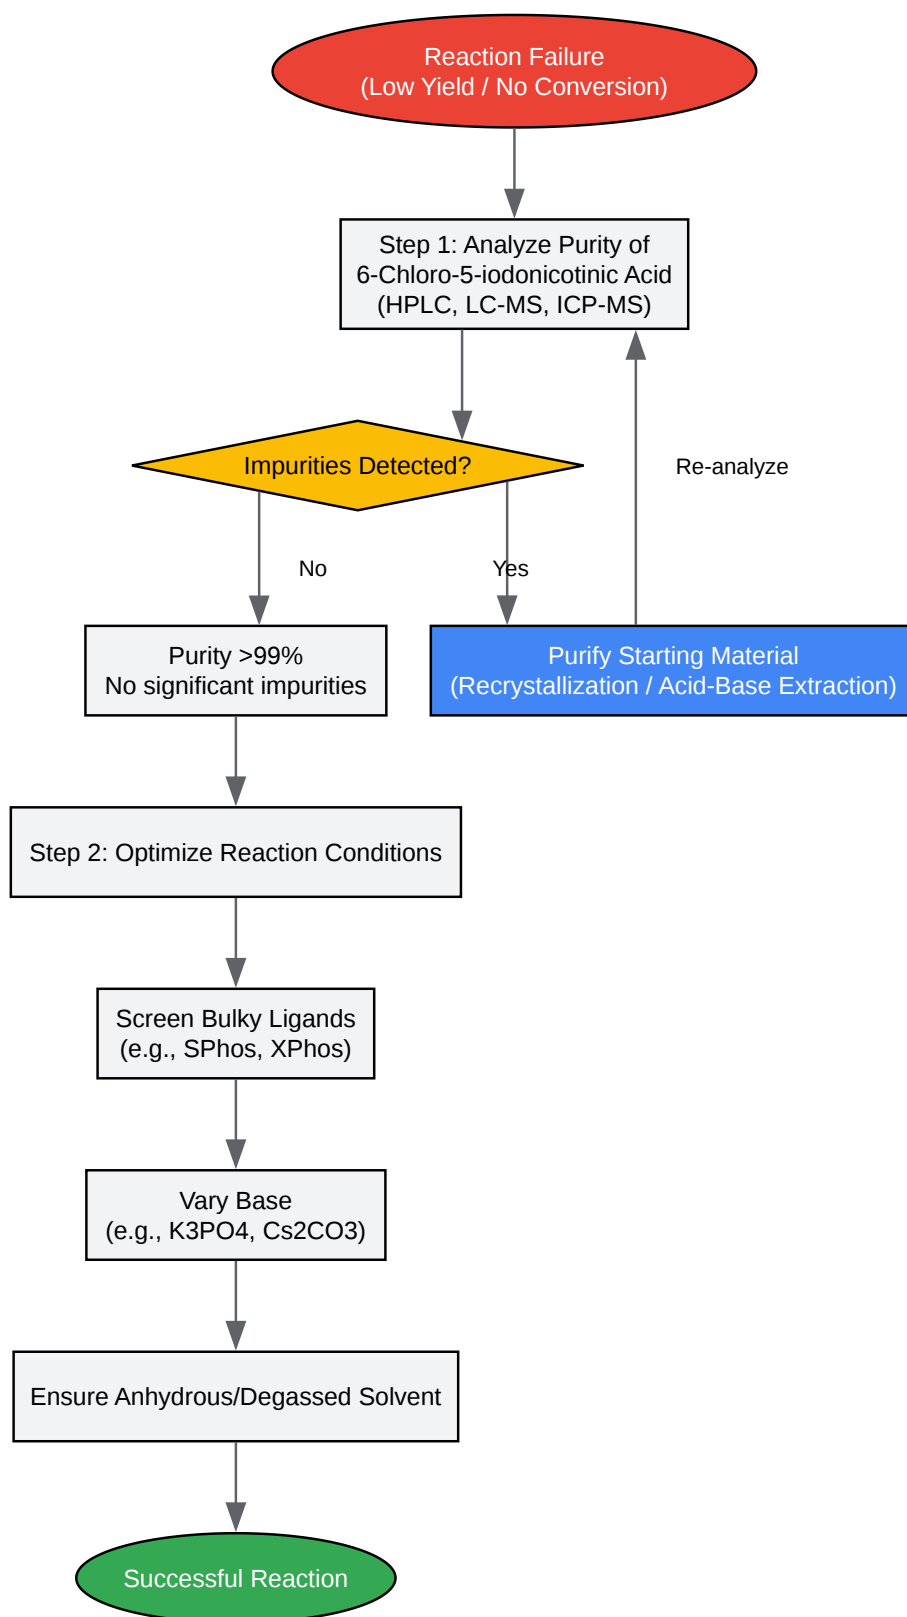 Reaction Failure
(Low Yield / No Conversion)
Step 1: Analyze Purity of
6-Chloro-5-iodonicotinic Acid
(HPLC, LC-MS, ICP-MS)
Impurities Detected?
Re-analyze
No
Yes
Purity >99%
No significant impurities
Purify Starting Material
(Recrystallization / Acid-Base Extraction)
Step 2: Optimize Reaction Conditions
Screen Bulky Ligands
(e.g., SPhos, XPhos)
Vary Base
(e.g., K3PO4, Cs2CO3)
Ensure Anhydrous/Degassed Solvent
Successful Reaction